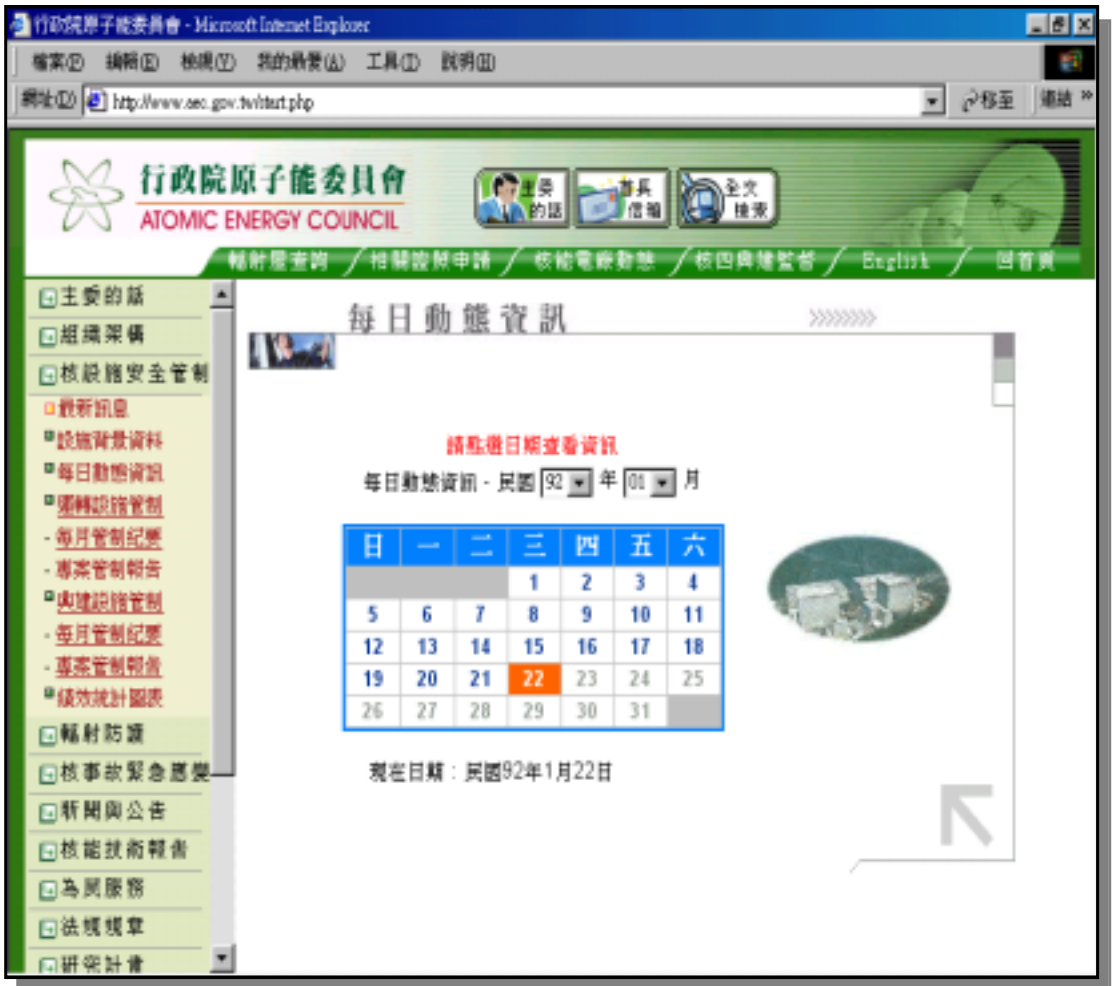 行政院原子能委員會 - Microsoft Internet Explorer
檔案(F) 編輯(E) 檢視(V) 我的最愛(A) 工具(T) 說明(H)
網址(D) http://www.aec.gov.tw/start.php 移至 連結 »
行政院原子能委員會
ATOMIC ENERGY COUNCIL
主委的話 首長信箱 全文檢索
輻射屋查詢 / 相關證照申請 / 核能電廠動態 / 核四興建監督 / English / 回首頁
主委的話
組織架構
核設施安全管制
最新訊息
設施背景資料
每日動態資訊
運轉設施管制
- 每月管制紀要
- 專案管制報告
興建設施管制
- 每月管制紀要
- 專案管制報告
績效統計圖表
輻射防護
核事故緊急應變
新聞與公告
核能技術報告
為民服務
法規規章
研究計畫
每日動態資訊
請點選日期查看資訊
每日動態資訊 - 民國 92 年 01 月
日 一 二 三 四 五 六
1 2 3 4
5 6 7 8 9 10 11
12 13 14 15 16 17 18
19 20 21 22 23 24 25
26 27 28 29 30 31
現在日期 : 民國92年1月22日